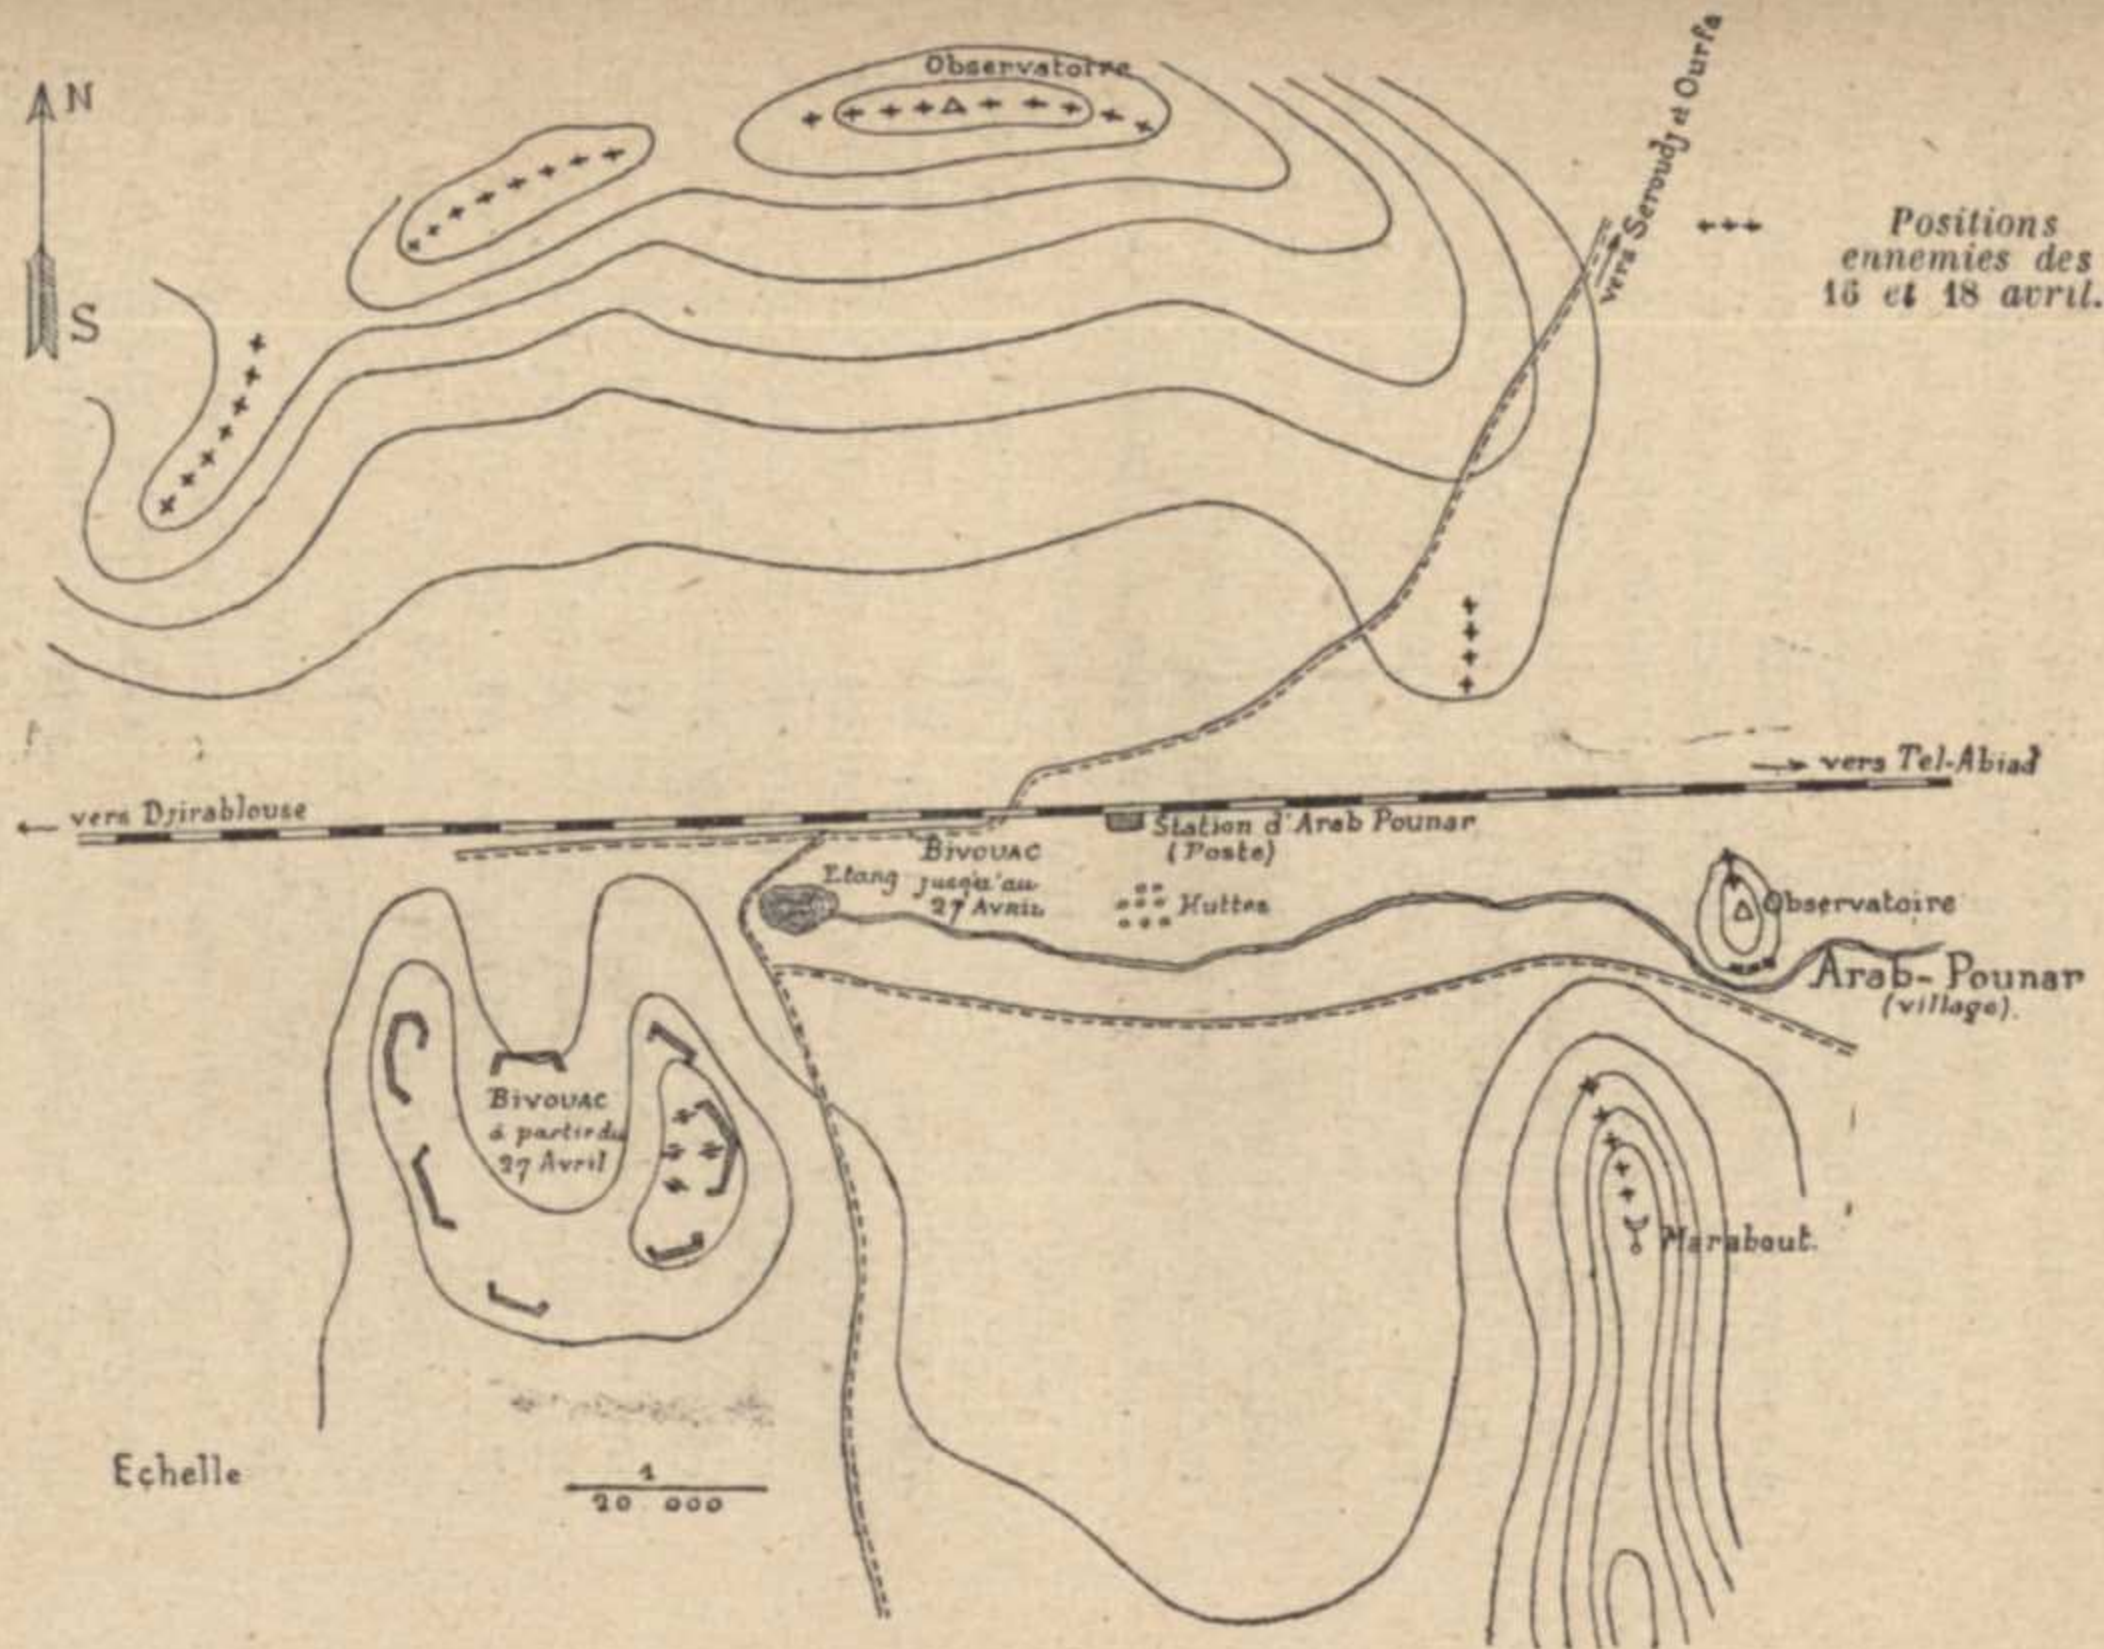 Observatoire
N
S
vers Seroudj et Ourfa
Positions
ennemies des
16 et 18 avril.
vers Tel-Abiad
vers Djirablouse
Station d'Arab Pounar
(Poste)
Bivouac
jusqu'au
27 Avril
Etang
Huttes
Observatoire
Arab-Pounar
(village).
Bivouac
à partir du
27 Avril
Marabout.
Echelle
1
20 000